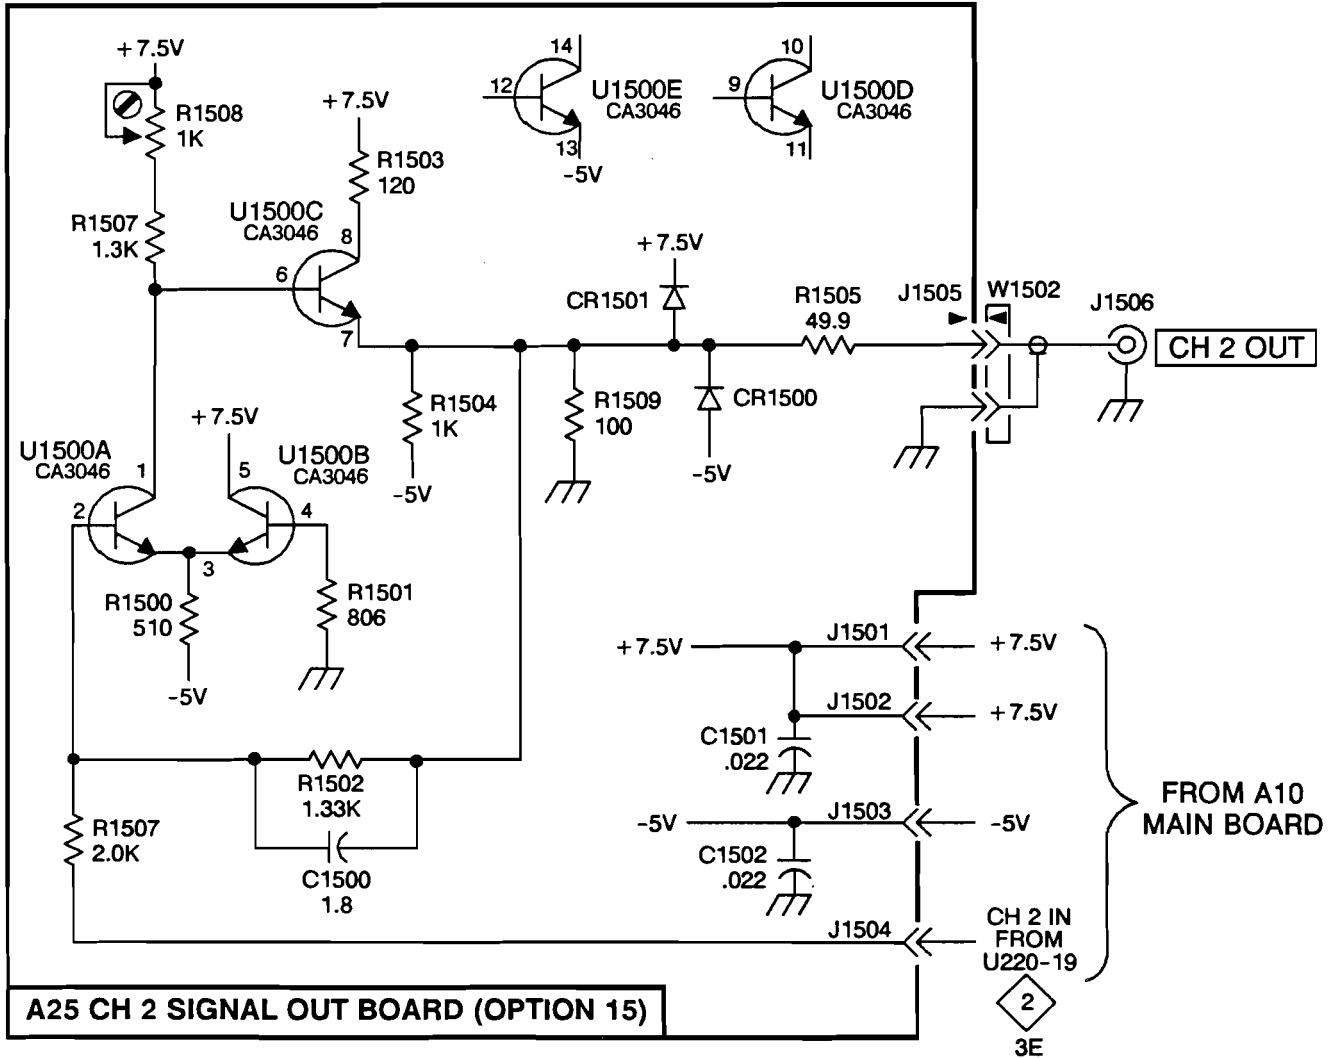 +7.5V
R1508
1K
+7.5V
R1503
120
14
12
U1500E
CA3046
13
-5V
10
9
U1500D
CA3046
11
R1507
1.3K
U1500C
CA3046
8
6
7
+7.5V
CR1501
R1505
49.9
J1505
W1502
J1506
CH 2 OUT
R1504
1K
-5V
R1509
100
CR1500
-5V
+7.5V
U1500A
CA3046
1
2
5
U1500B
CA3046
4
3
R1500
510
-5V
R1501
806
+7.5V
J1501
+7.5V
J1502
+7.5V
C1501
.022
-5V
J1503
-5V
C1502
.022
FROM A10
MAIN BOARD
R1502
1.33K
C1500
1.8
R1507
2.0K
J1504
CH 2 IN
FROM
U220-19
2
3E
A25 CH 2 SIGNAL OUT BOARD (OPTION 15)